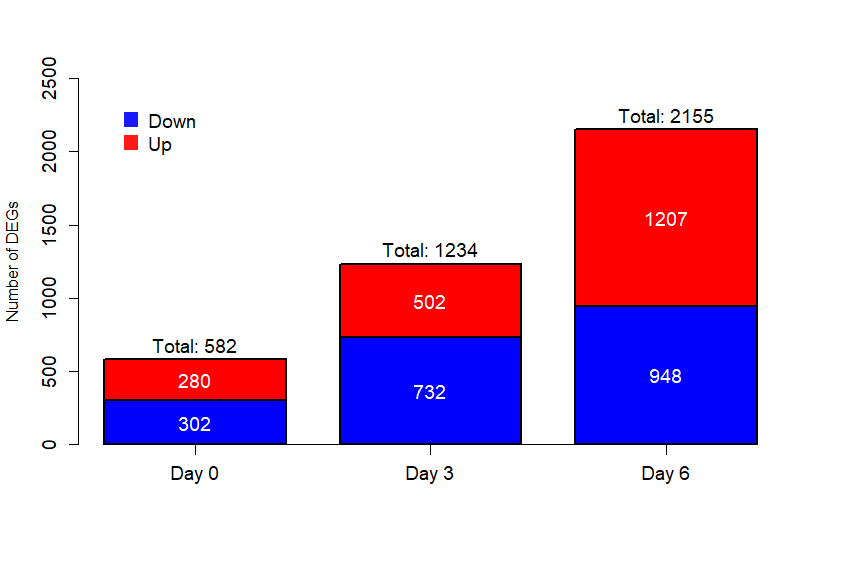 Number of DEGs
2500
2000
1500
1000
500
0
Down
Up
Total: 582
280
302
Total: 1234
502
732
Total: 2155
1207
948
Day 0
Day 3
Day 6